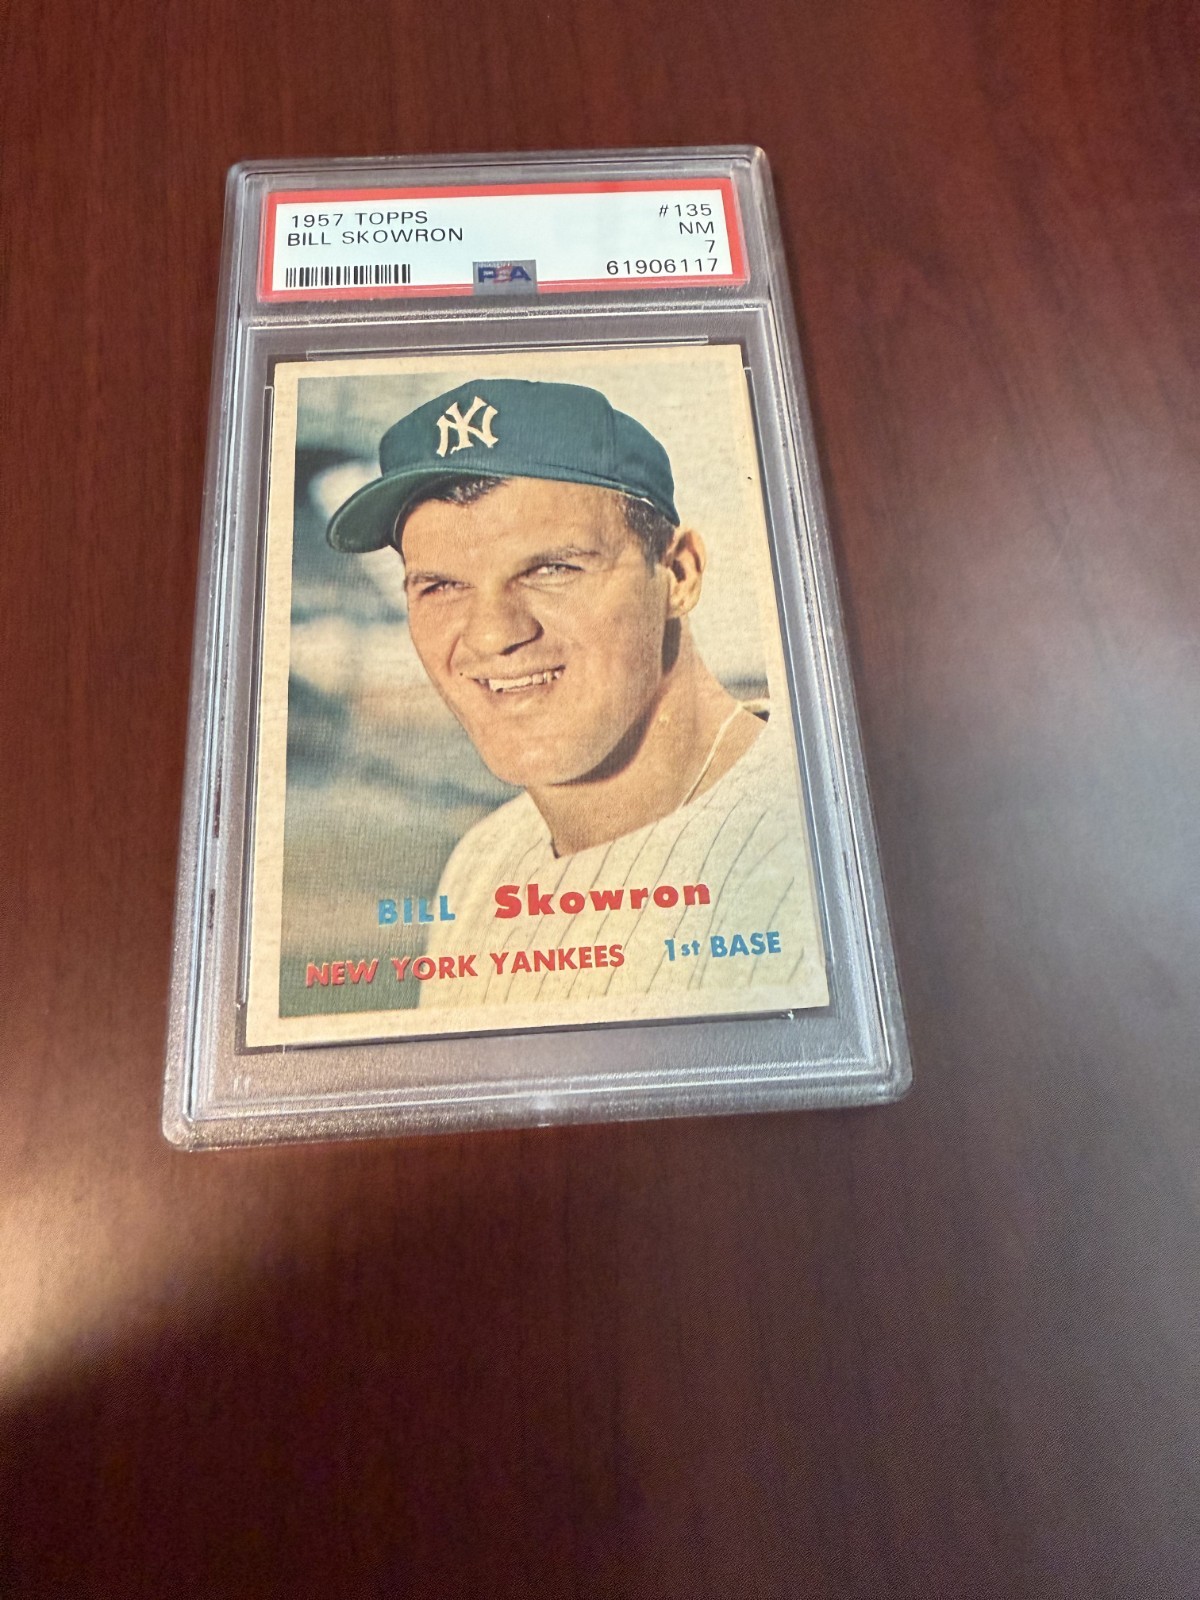 1957 TOPPS #135
BILL SKOWRON NM
7
PSA 61906117
NY
BILL Skowron
NEW YORK YANKEES 1st BASE